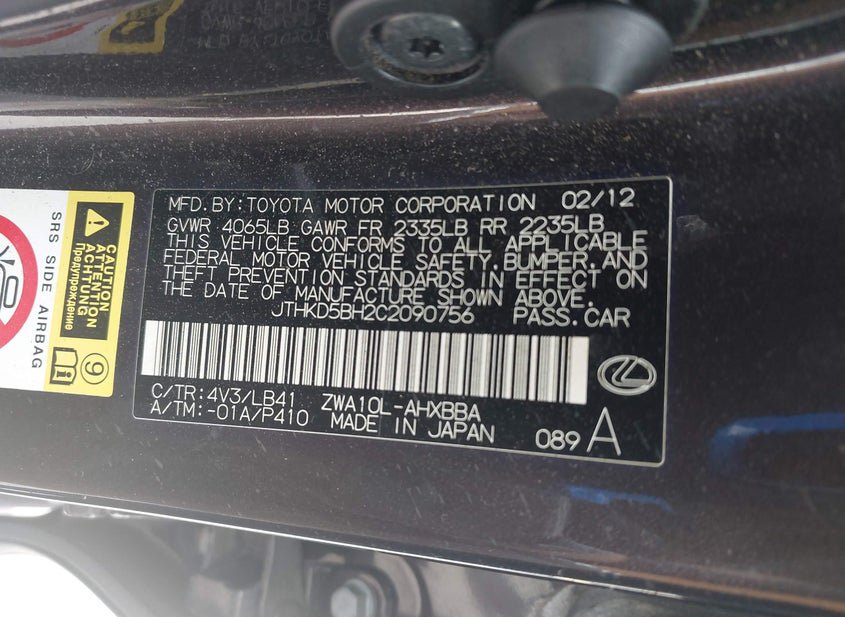 MFD. BY: TOYOTA MOTOR CORPORATION 02/12
GVWR 4065LB GAWR FR 2335LB RR 2235LB
THIS VEHICLE CONFORMS TO ALL APPLICABLE
FEDERAL MOTOR VEHICLE SAFETY, BUMPER, AND
THEFT PREVENTION STANDARDS IN EFFECT ON
THE DATE OF MANUFACTURE SHOWN ABOVE.
JTHKD5BH2C2090756 PASS. CAR
C/TR: 4V3/LB41 ZWA10L-AHXBBA
A/TM: -01A/P410 MADE IN JAPAN 089 A
SRS SIDE AIRBAG
CAUTION
ATTENTION
ACHTUNG
Предупреждение
9